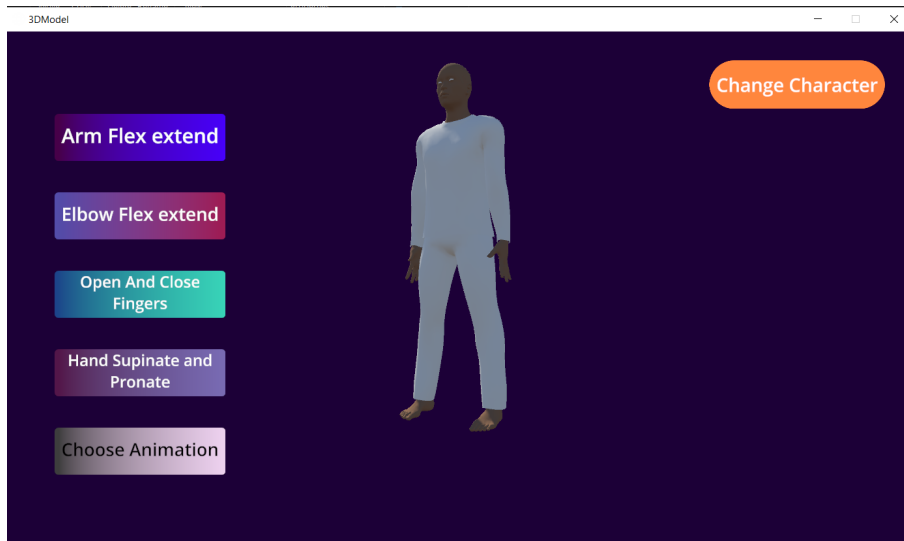 3DModel
Change Character
Arm Flex extend
Elbow Flex extend
Open And Close
Fingers
Hand Supinate and
Pronate
Choose Animation